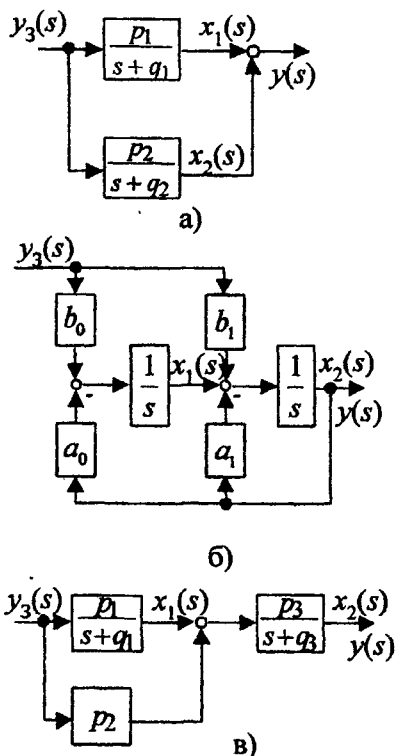 y₃(s) p₁ x₁(s)
s + q₁ y(s)
p₂ x₂(s)
s + q₂
а)
y₃(s)
b₀ b₁
1 x₁(s) 1 x₂(s)
- s - s y(s)
a₀ a₁
б)
y₃(s) p₁ x₁(s) p₃ x₂(s)
s+q₁ s+q₃ y(s)
p₂
в)